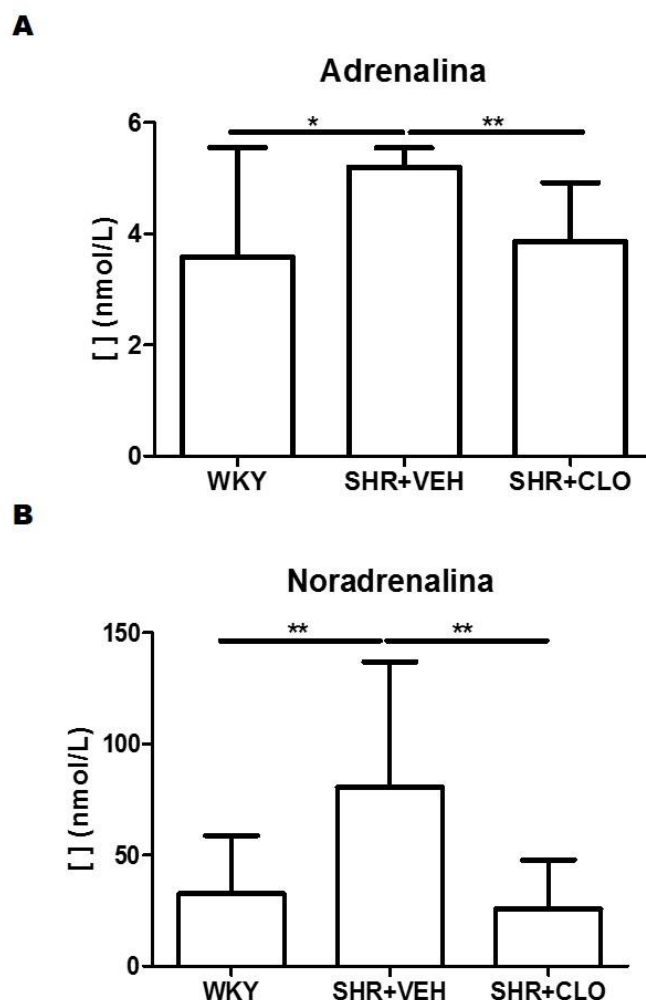 A
Adrenalina
6
*
**
4
2
0
[ ] (nmol/L)
WKY
SHR+VEH
SHR+CLO
B
Noradrenalina
150
**
**
100
50
0
[ ] (nmol/L)
WKY
SHR+VEH
SHR+CLO